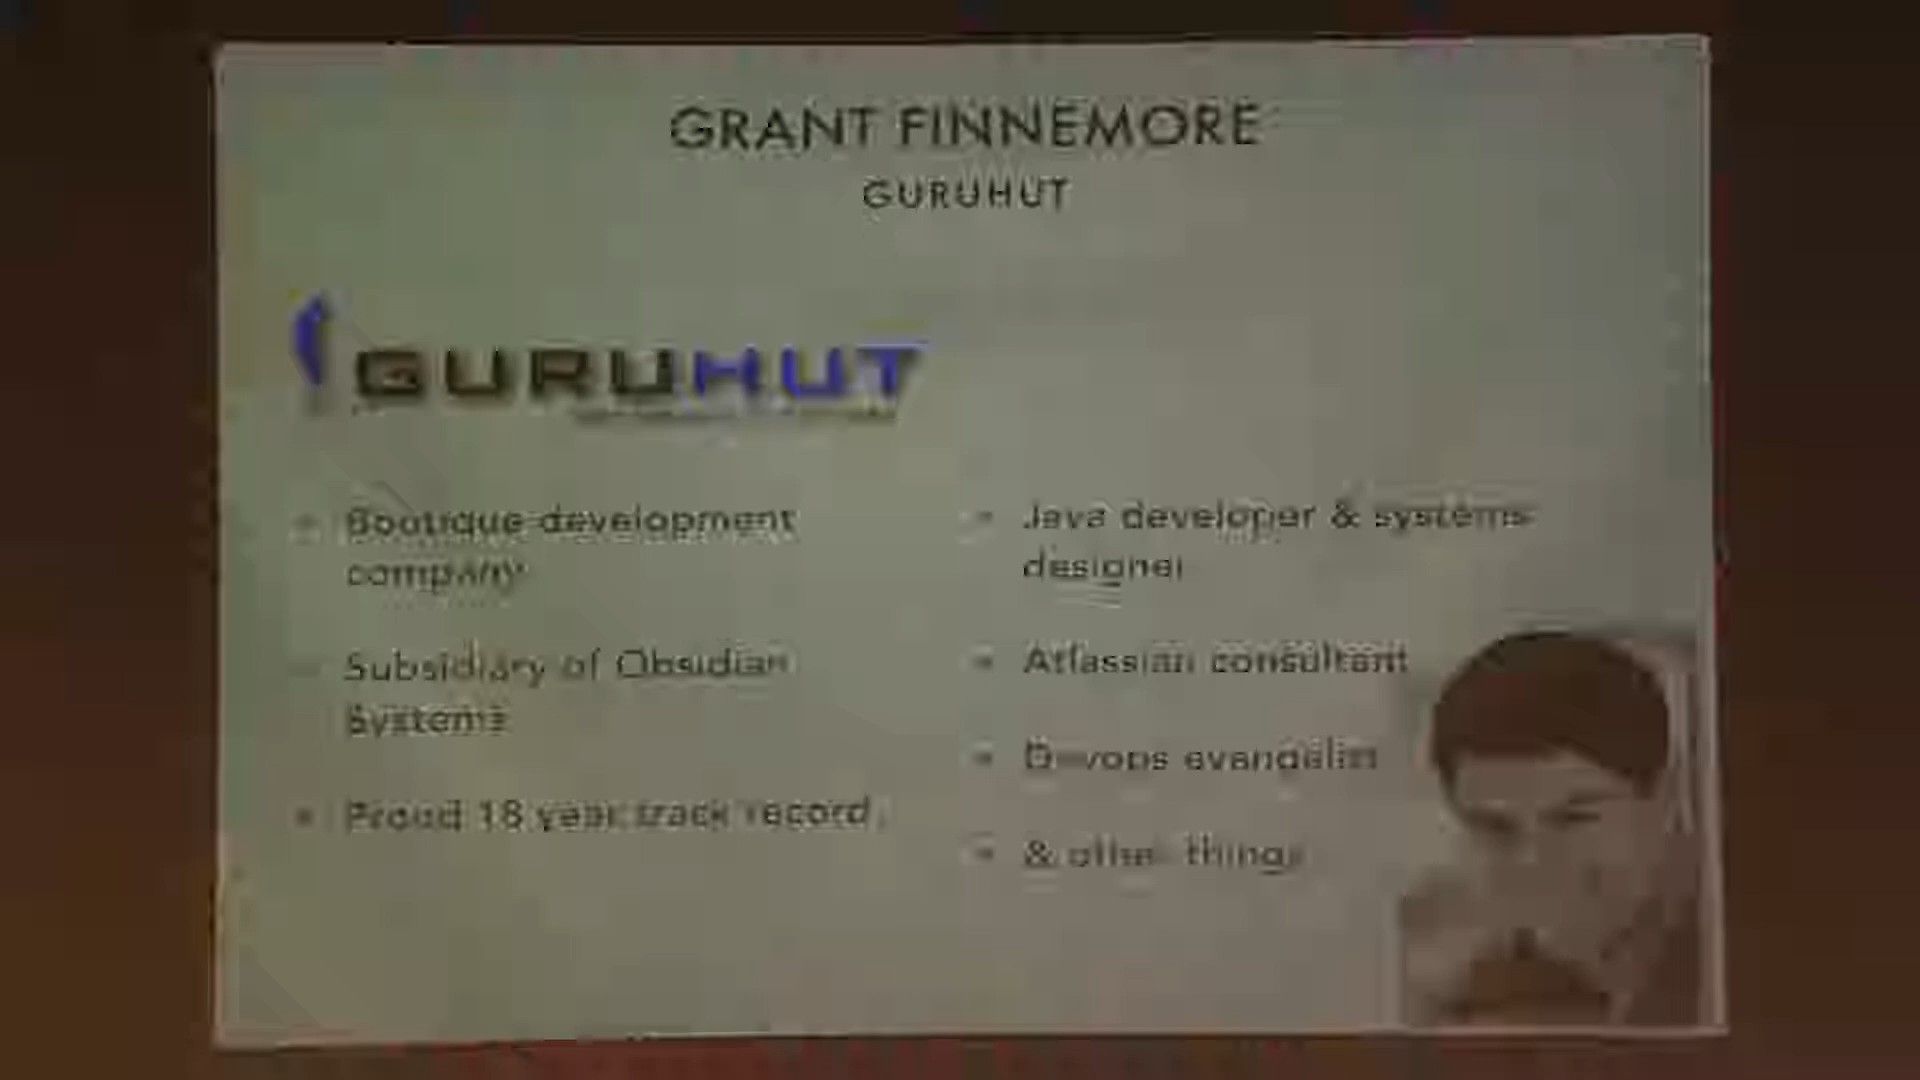 GRANT FINNEMORE
GURUHUT
GURUHUT
Boutique development
company
Subsidiary of Obsidian
Systems
Proud 18 year track record
Java developer & systems
designer
Atlassian consultant
Devops evangelist
& other things